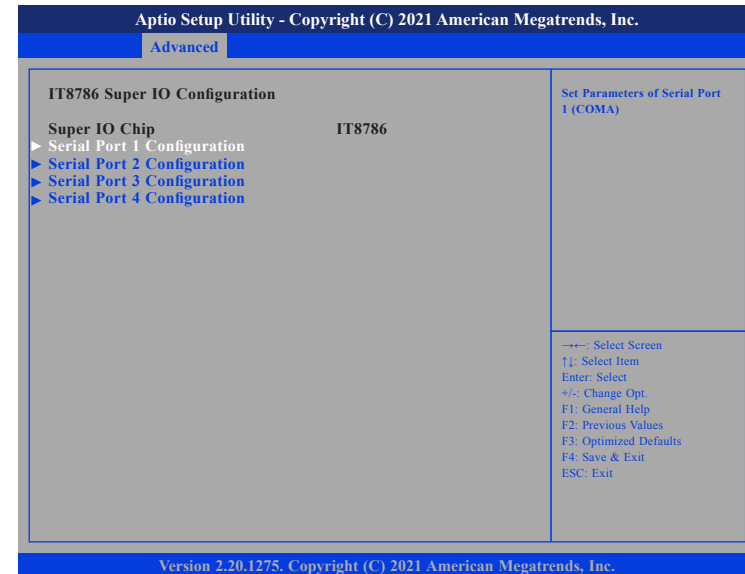 Aptio Setup Utility - Copyright (C) 2021 American Megatrends, Inc.
Advanced
IT8786 Super IO Configuration
Super IO Chip IT8786
▶ Serial Port 1 Configuration
▶ Serial Port 2 Configuration
▶ Serial Port 3 Configuration
▶ Serial Port 4 Configuration
Set Parameters of Serial Port
1 (COMA)
→←: Select Screen
↑↓: Select Item
Enter: Select
+/-: Change Opt.
F1: General Help
F2: Previous Values
F3: Optimized Defaults
F4: Save & Exit
ESC: Exit
Version 2.20.1275. Copyright (C) 2021 American Megatrends, Inc.